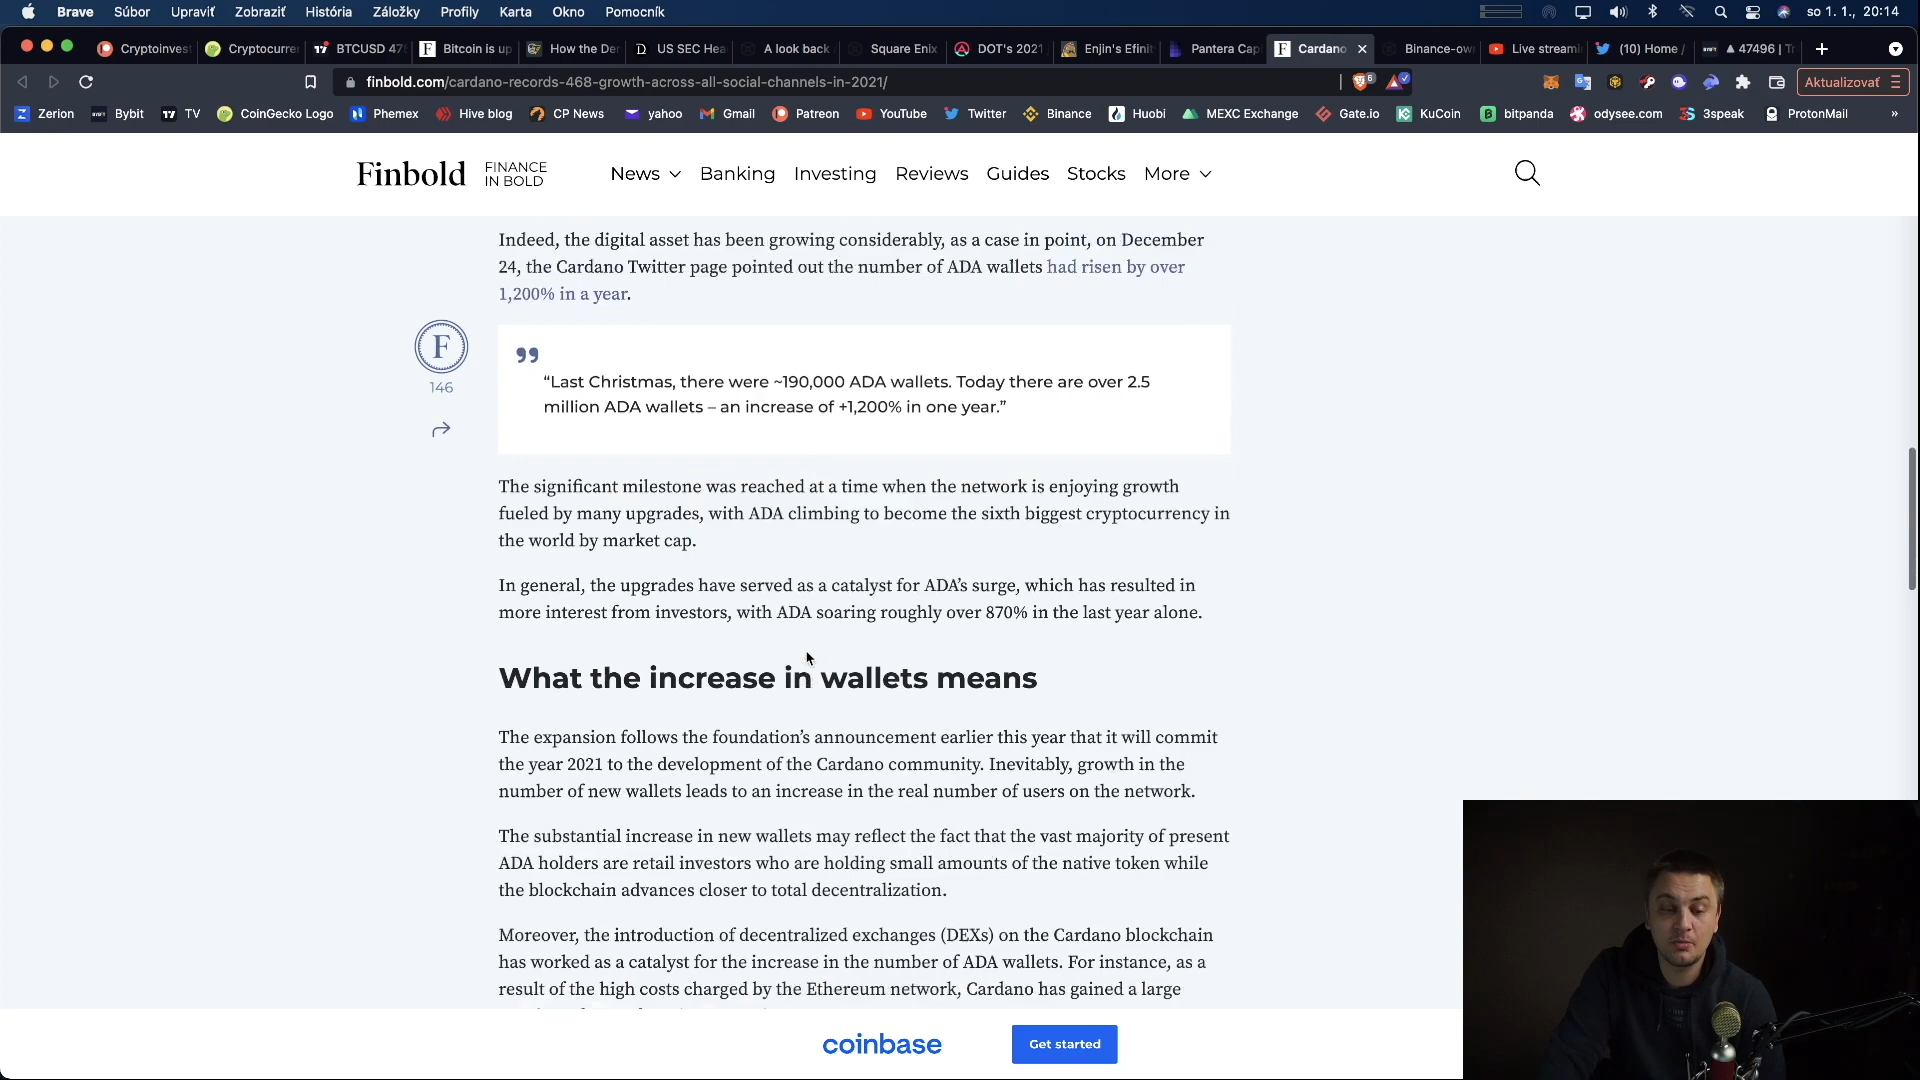 Brave Súbor Upraviť Zobraziť História Záložky Profily Karta Okno Pomocník so 1. 1., 20:14
Cryptoinvest Cryptocurre BTCUSD 47 Bitcoin is up How the De US SEC Hea A look back Square Enix DOT's 2021 Enjin's Efinit Pantera Cap Cardano Binance-ow Live streami (10) Home / 47496 | Tr
finbold.com/cardano-records-468-growth-across-all-social-channels-in-2021/ 6 Aktualizovať
Zerion Bybit TV CoinGecko Logo Phemex Hive blog CP News yahoo Gmail Patreon YouTube Twitter Binance Huobi MEXC Exchange Gate.io KuCoin bitpanda odysee.com 3speak ProtonMail »
Finbold FINANCE IN BOLD News Banking Investing Reviews Guides Stocks More
Indeed, the digital asset has been growing considerably, as a case in point, on December
24, the Cardano Twitter page pointed out the number of ADA wallets had risen by over
1,200% in a year.
F
146
“Last Christmas, there were ~190,000 ADA wallets. Today there are over 2.5
million ADA wallets – an increase of +1,200% in one year.”
The significant milestone was reached at a time when the network is enjoying growth
fueled by many upgrades, with ADA climbing to become the sixth biggest cryptocurrency in
the world by market cap.
In general, the upgrades have served as a catalyst for ADA’s surge, which has resulted in
more interest from investors, with ADA soaring roughly over 870% in the last year alone.
What the increase in wallets means
The expansion follows the foundation’s announcement earlier this year that it will commit
the year 2021 to the development of the Cardano community. Inevitably, growth in the
number of new wallets leads to an increase in the real number of users on the network.
The substantial increase in new wallets may reflect the fact that the vast majority of present
ADA holders are retail investors who are holding small amounts of the native token while
the blockchain advances closer to total decentralization.
Moreover, the introduction of decentralized exchanges (DEXs) on the Cardano blockchain
has worked as a catalyst for the increase in the number of ADA wallets. For instance, as a
result of the high costs charged by the Ethereum network, Cardano has gained a large
coinbase Get started